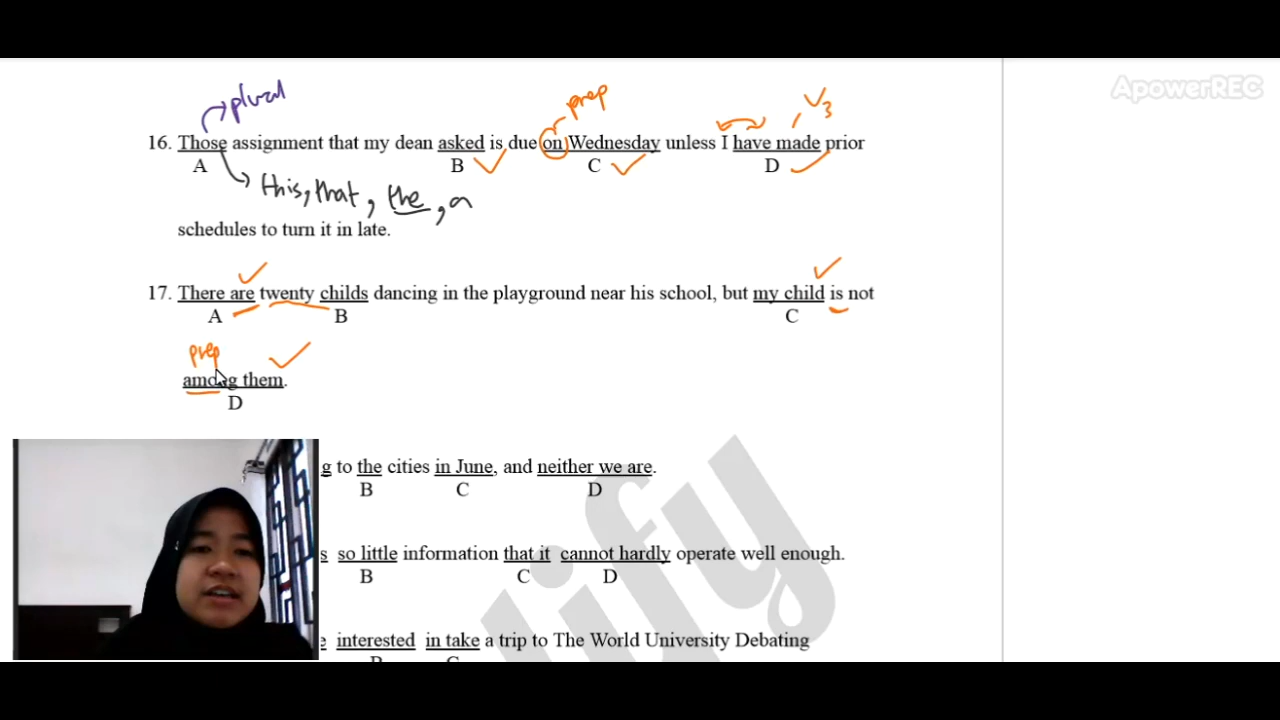 ApowerREC
plural
prep
V3
16. Those assignment that my dean asked is due on Wednesday unless I have made prior
A B C D
this, that, the, a
schedules to turn it in late.
17. There are twenty childs dancing in the playground near his school, but my child is not
A B C
prep
among them.
D
g to the cities in June, and neither we are.
B C D
s so little information that it cannot hardly operate well enough.
B C D
e interested in take a trip to The World University Debating